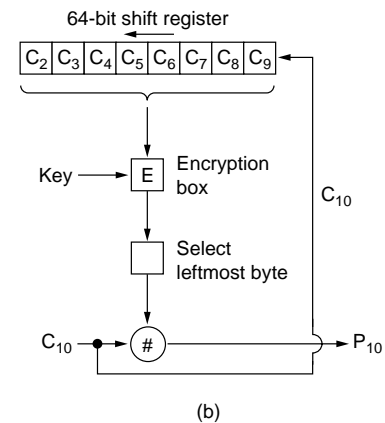 64-bit shift register
C2 C3 C4 C5 C6 C7 C8 C9
Key
E
Encryption
box
C10
Select
leftmost byte
C10
#
P10
(b)